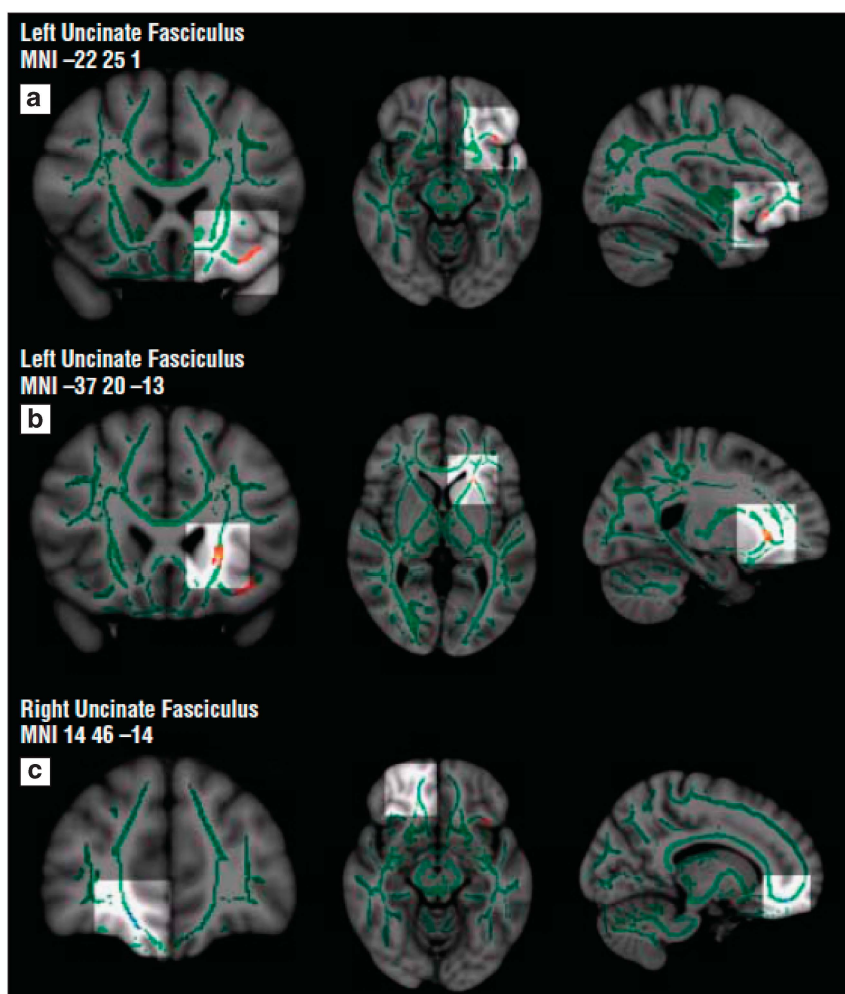 Left Uncinate Fasciculus
MNI –22 25 1
a
Left Uncinate Fasciculus
MNI –37 20 –13
b
Right Uncinate Fasciculus
MNI 14 46 –14
c